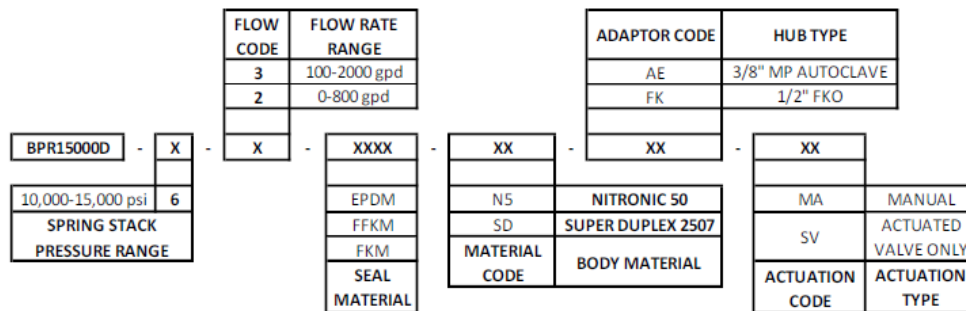 FLOW CODE FLOW RATE RANGE
3 100-2000 gpd
2 0-800 gpd
ADAPTOR CODE HUB TYPE
AE 3/8" MP AUTOCLAVE
FK 1/2" FKO
BPR15000D - X - X - XXXX - XX - XX - XX
10,000-15,000 psi 6
SPRING STACK
PRESSURE RANGE
EPDM
FFKM
FKM
SEAL
MATERIAL
N5 NITRONIC 50
SD SUPER DUPLEX 2507
MATERIAL CODE BODY MATERIAL
MA MANUAL
SV ACTUATED VALVE ONLY
ACTUATION CODE ACTUATION TYPE